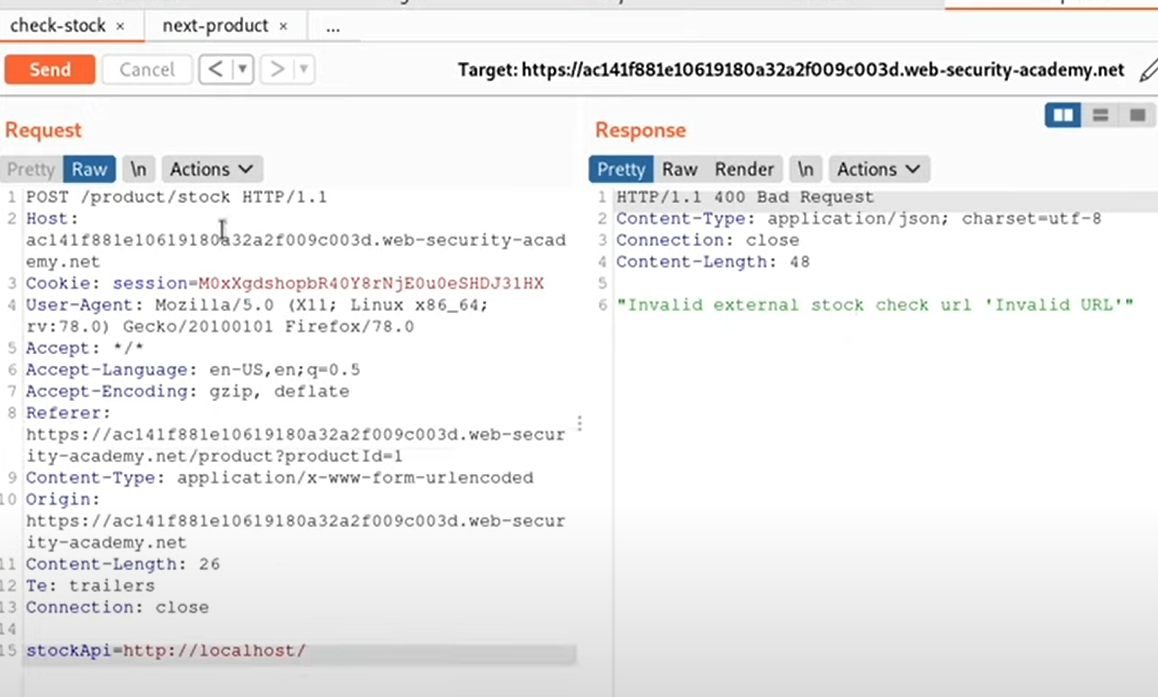 check-stock ×
next-product ×
...
Send
Cancel
<
>
Target: https://ac141f881e10619180a32a2f009c003d.web-security-academy.net
Request
Pretty
Raw
\n
Actions
1 POST /product/stock HTTP/1.1
2 Host:
ac141f881e10619180a32a2f009c003d.web-security-acad
emy.net
3 Cookie: session=M0xXgdshopbR40Y8rNjE0u0eSHDJ31HX
4 User-Agent: Mozilla/5.0 (X11; Linux x86_64;
rv:78.0) Gecko/20100101 Firefox/78.0
5 Accept: */*
6 Accept-Language: en-US,en;q=0.5
7 Accept-Encoding: gzip, deflate
8 Referer:
https://ac141f881e10619180a32a2f009c003d.web-secur
ity-academy.net/product?productId=1
9 Content-Type: application/x-www-form-urlencoded
10 Origin:
https://ac141f881e10619180a32a2f009c003d.web-secur
ity-academy.net
11 Content-Length: 26
12 Te: trailers
13 Connection: close
14
15 stockApi=http://localhost/
Response
Pretty
Raw
Render
\n
Actions
1 HTTP/1.1 400 Bad Request
2 Content-Type: application/json; charset=utf-8
3 Connection: close
4 Content-Length: 48
5
6 "Invalid external stock check url 'Invalid URL'"